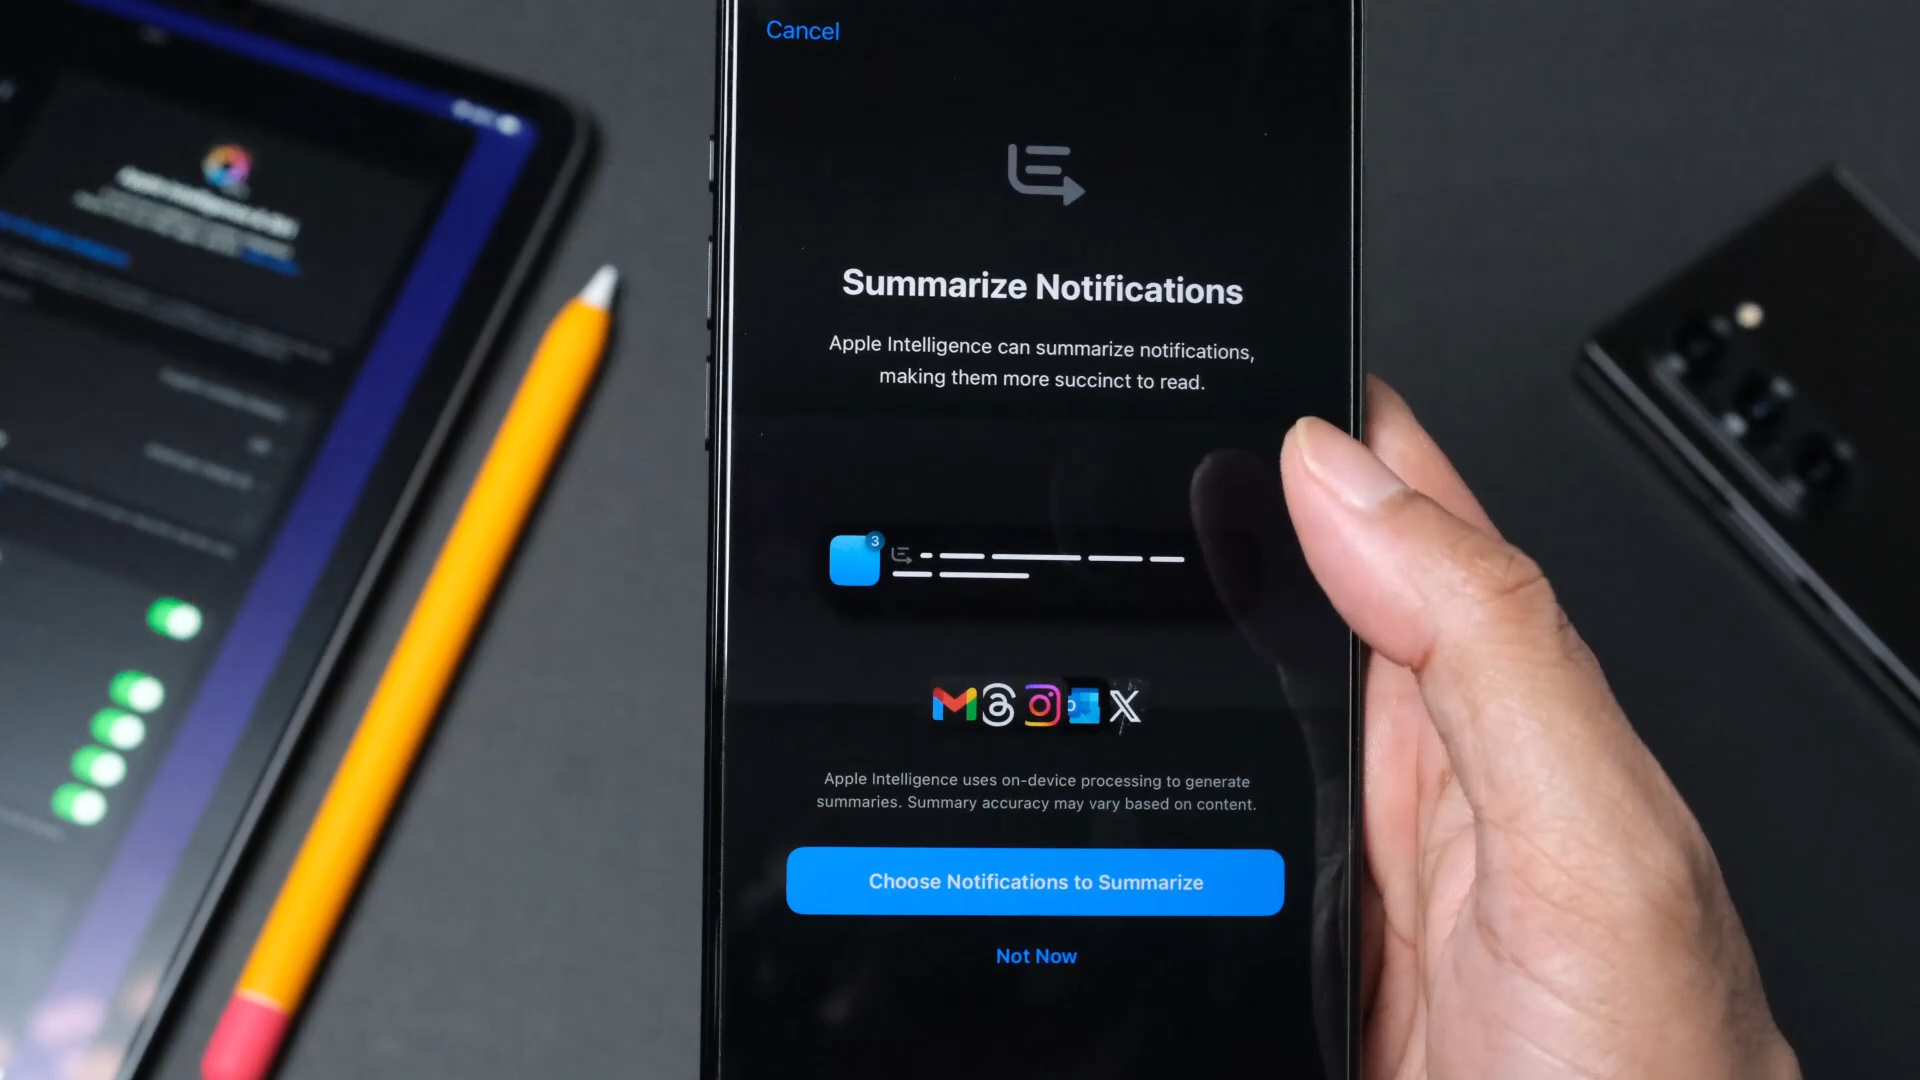 Cancel
Summarize Notifications
Apple Intelligence can summarize notifications,
making them more succinct to read.
3
Apple Intelligence uses on-device processing to generate
summaries. Summary accuracy may vary based on content.
Choose Notifications to Summarize
Not Now